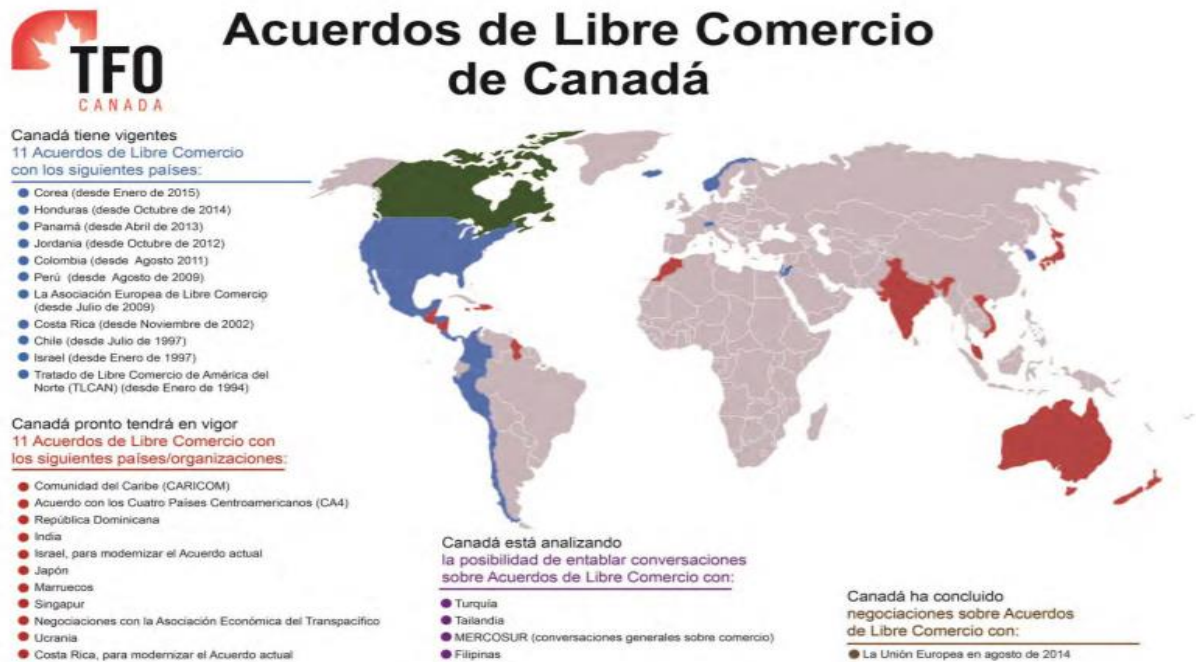 TFO
CANADA
Acuerdos de Libre Comercio
de Canadá
Canadá tiene vigentes
11 Acuerdos de Libre Comercio
con los siguientes países:
Corea (desde Enero de 2015)
Honduras (desde Octubre de 2014)
Panamá (desde Abril de 2013)
Jordania (desde Octubre de 2012)
Colombia (desde Agosto 2011)
Perú (desde Agosto de 2009)
La Asociación Europea de Libre Comercio
(desde Julio de 2009)
Costa Rica (desde Noviembre de 2002)
Chile (desde Julio de 1997)
Israel (desde Enero de 1997)
Tratado de Libre Comercio de América del
Norte (TLCAN) (desde Enero de 1994)
Canadá pronto tendrá en vigor
11 Acuerdos de Libre Comercio con
los siguientes países/organizaciones:
Comunidad del Caribe (CARICOM)
Acuerdo con los Cuatro Países Centroamericanos (CA4)
República Dominicana
India
Israel, para modernizar el Acuerdo actual
Japón
Marruecos
Singapur
Negociaciones con la Asociación Económica del Transpacífico
Ucrania
Costa Rica, para modernizar el Acuerdo actual
Canadá está analizando
la posibilidad de entablar conversaciones
sobre Acuerdos de Libre Comercio con:
Turquía
Tailandia
MERCOSUR (conversaciones generales sobre comercio)
Filipinas
Canadá ha concluido
negociaciones sobre Acuerdos
de Libre Comercio con:
La Unión Europea en agosto de 2014